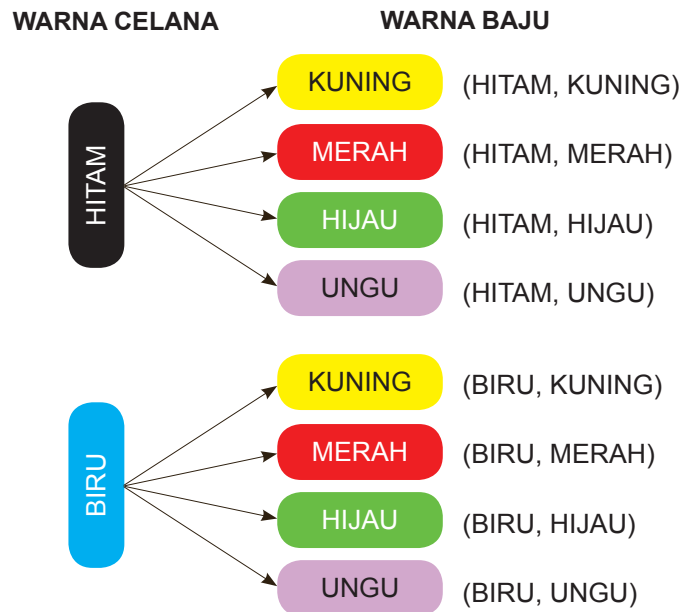 WARNA CELANA WARNA BAJU
HITAM
KUNING (HITAM, KUNING)
MERAH (HITAM, MERAH)
HIJAU (HITAM, HIJAU)
UNGU (HITAM, UNGU)
BIRU
KUNING (BIRU, KUNING)
MERAH (BIRU, MERAH)
HIJAU (BIRU, HIJAU)
UNGU (BIRU, UNGU)